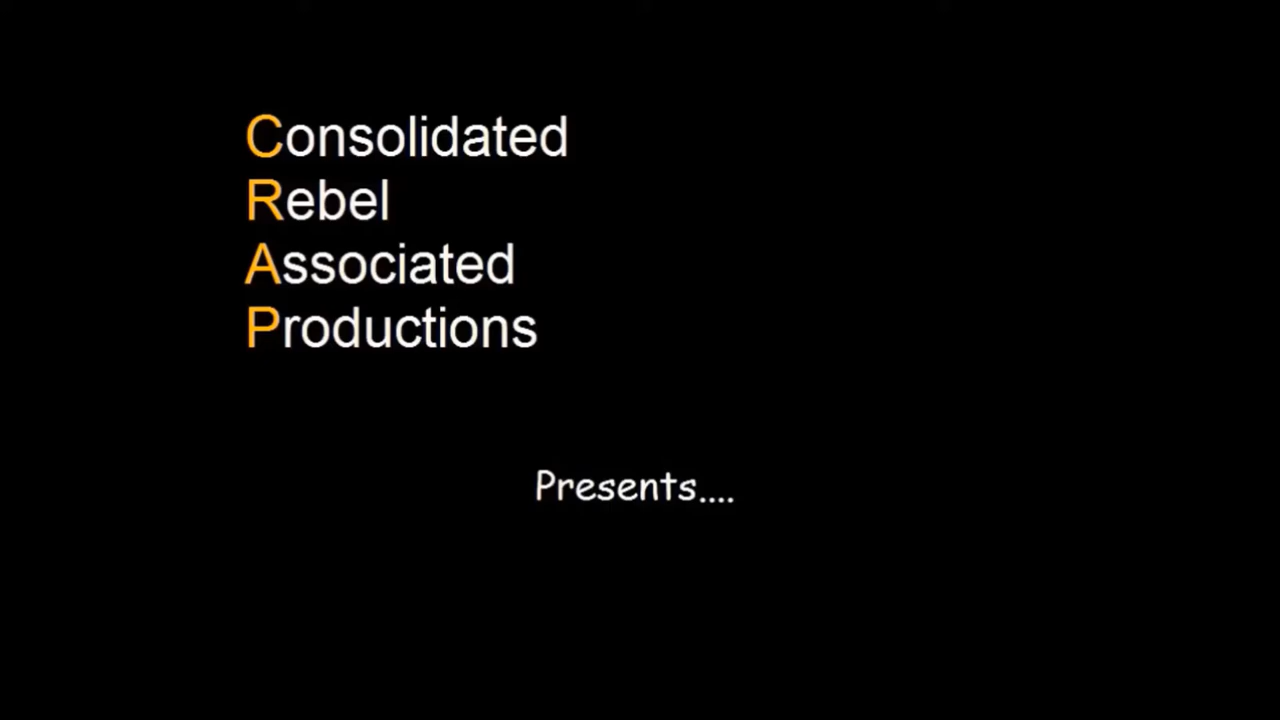 Consolidated
Rebel
Associated
Productions
Presents....